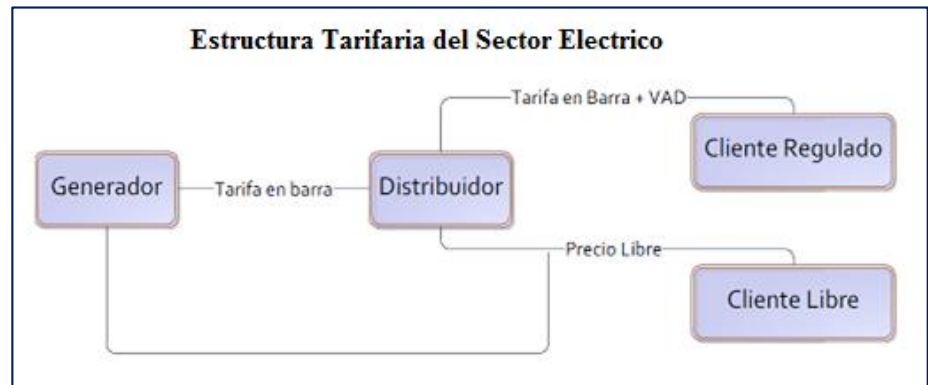 Estructura Tarifaria del Sector Electrico
Tarifa en Barra + VAD
Cliente Regulado
Generador
Tarifa en barra
Distribuidor
Precio Libre
Cliente Libre